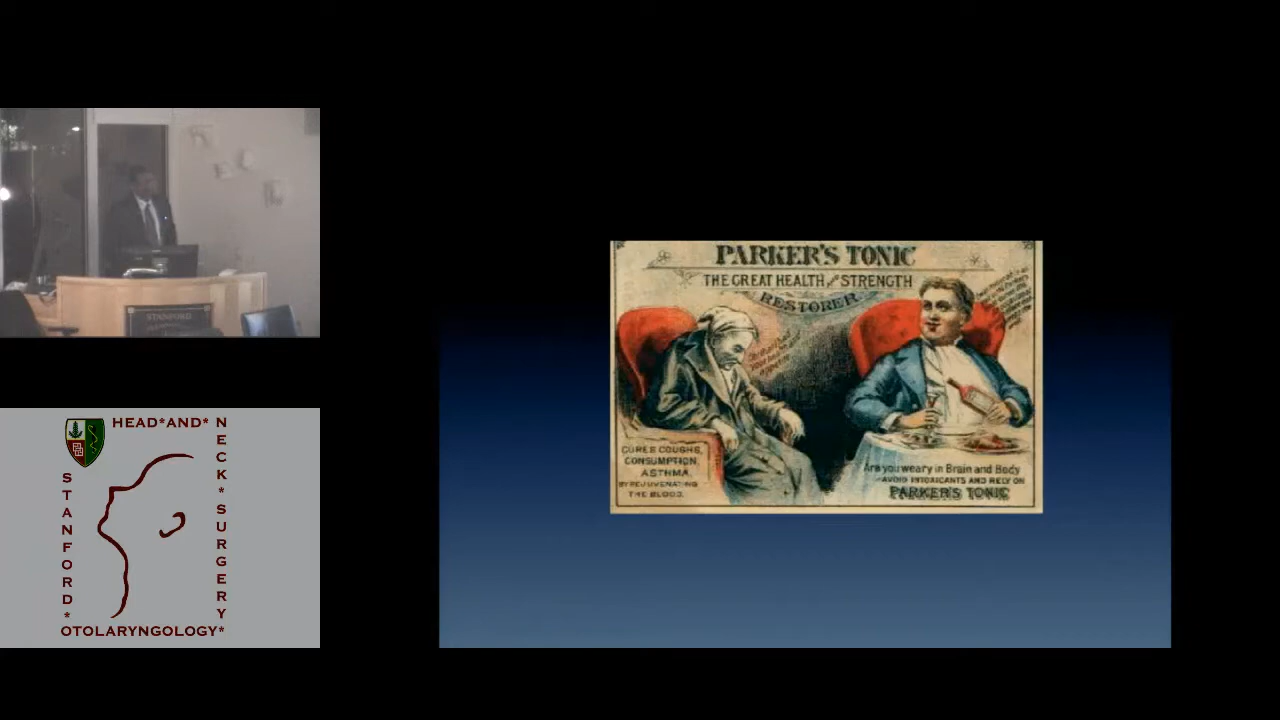 STANFORD
HEAD*AND*
NECK*SURGERY*
STANFORD*
OTOLARYNGOLOGY*
PARKER'S TONIC
THE GREAT HEALTH and STRENGTH
RESTORER
CURES COUGHS,
CONSUMPTION,
ASTHMA,
BY REJUVENATING
THE BLOOD.
Are you weary in Brain and Body
AVOID INTOXICANTS AND RELY ON
PARKER'S TONIC